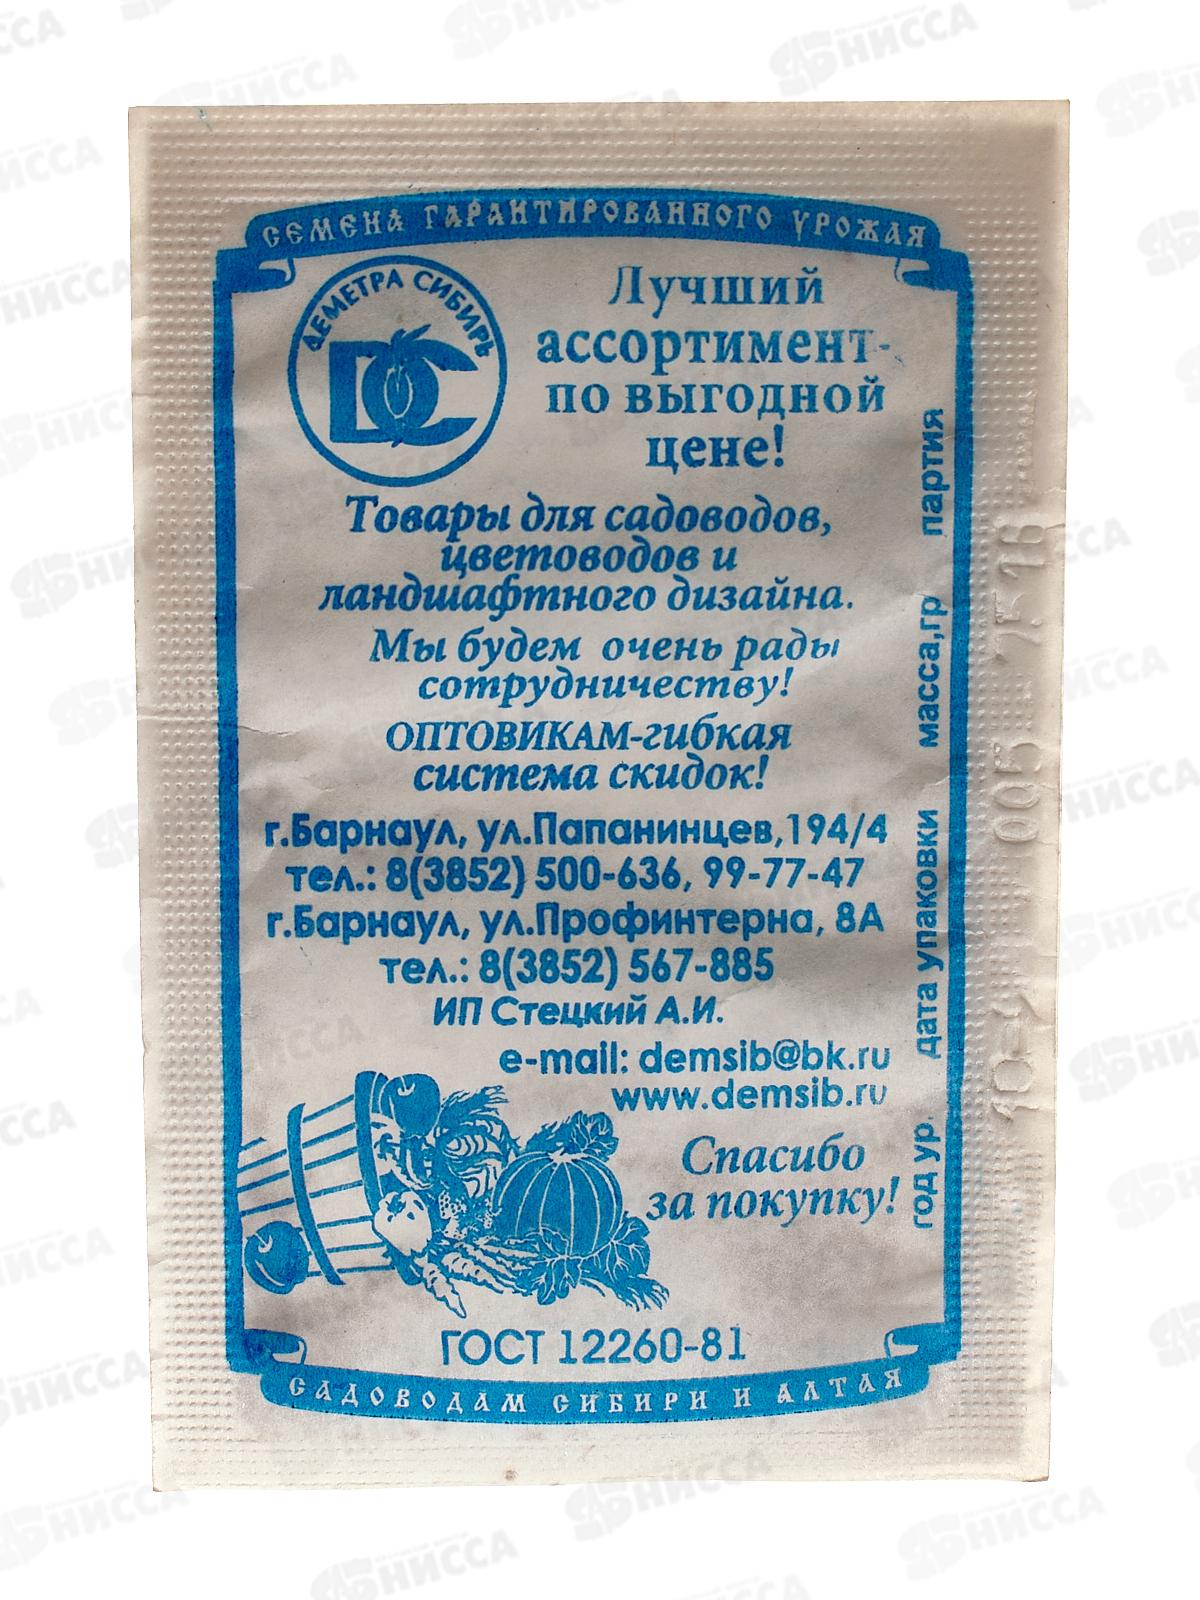 СЕМЕНА ГАРАНТИРОВАННОГО УРОЖАЯ
ДЕМЕТРА СИБИРЬ
DC
Лучший
ассортимент-
по выгодной
цене!
Товары для садоводов,
цветоводов и
ландшафтного дизайна.
Мы будем очень рады
сотрудничеству!
ОПТОВИКАМ-гибкая
система скидок!
г.Барнаул, ул.Папанинцев,194/4
тел.: 8(3852) 500-636, 99-77-47
г.Барнаул, ул.Профинтерна, 8А
тел.: 8(3852) 567-885
ИП Стецкий А.И.
e-mail: demsib@bk.ru
www.demsib.ru
Спасибо
за покупку!
ГОСТ 12260-81
САДОВОДАМ СИБИРИ И АЛТАЯ
год ур. дата упаковки масса,гр партия
005
АБНИССА